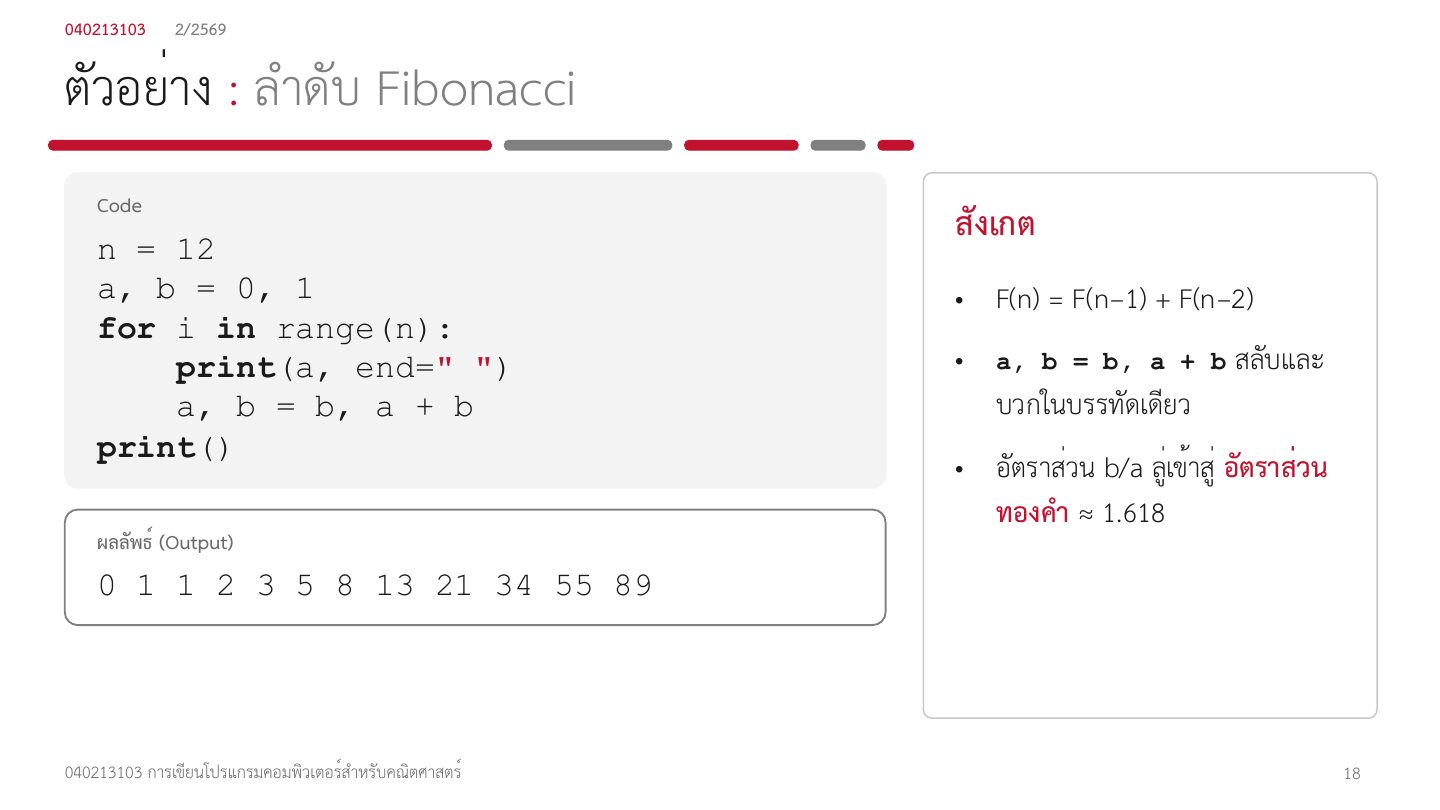 040213103 2/2569
ตัวอย่าง : ลำดับ Fibonacci
Code
n = 12
a, b = 0, 1
for i in range(n):
    print(a, end=" ")
    a, b = b, a + b
print()
ผลลัพธ์ (Output)
0 1 1 2 3 5 8 13 21 34 55 89
สังเกต
• F(n) = F(n−1) + F(n−2)
• a, b = b, a + b สลับและ
บวกในบรรทัดเดียว
• อัตราส่วน b/a ลู่เข้าสู่ อัตราส่วน
ทองคำ ≈ 1.618
040213103 การเขียนโปรแกรมคอมพิวเตอร์สำหรับคณิตศาสตร์
18